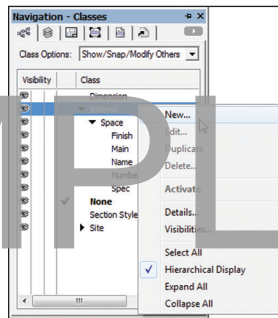 Navigation - Classes
Class Options: Show/Snap/Modify Others
Visibility Class
Dimension
Space
Finish
Main
Name
Number
Spec
None
Section Style
Site
New...
Edit...
Duplicate
Delete...
Activate
Details...
Visibilities...
Select All
Hierarchical Display
Expand All
Collapse All